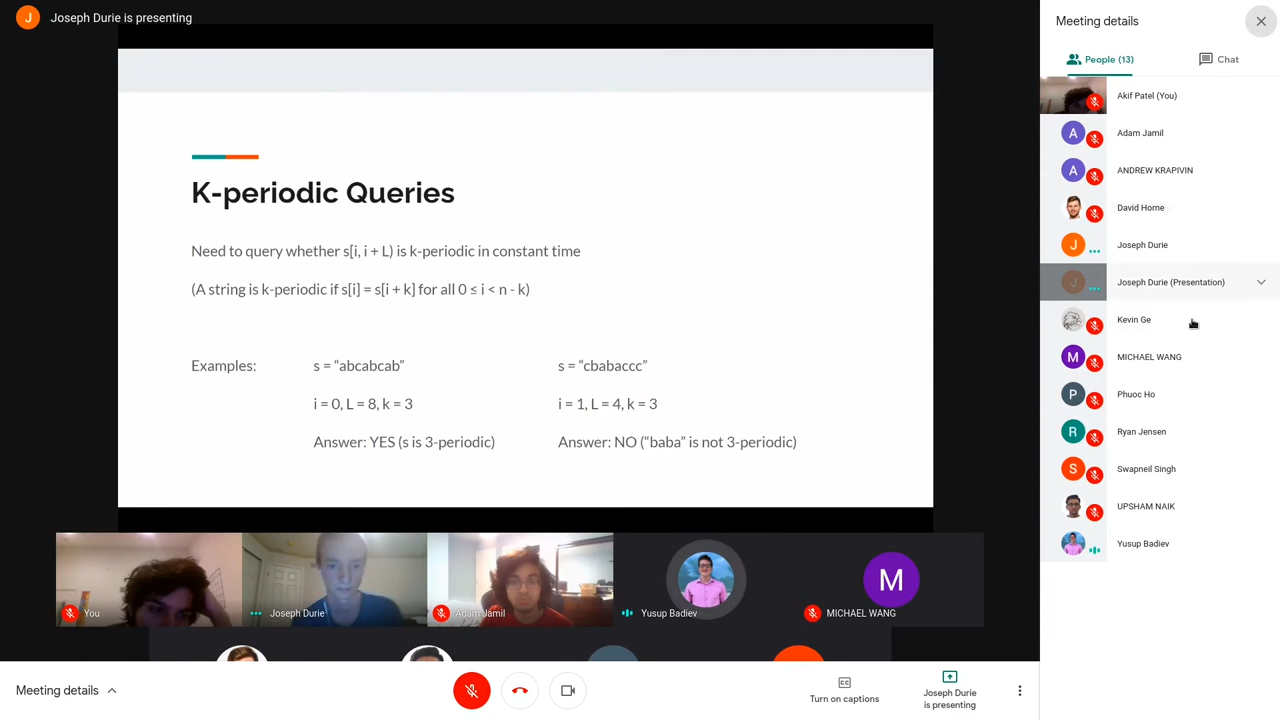 J
Joseph Durie is presenting
K-periodic Queries
Need to query whether s[i, i + L) is k-periodic in constant time
(A string is k-periodic if s[i] = s[i + k] for all 0 ≤ i < n - k)
Examples:
s = “abcabcab”
s = “cbabaccc”
i = 0, L = 8, k = 3
i = 1, L = 4, k = 3
Answer: YES (s is 3-periodic)
Answer: NO (“baba” is not 3-periodic)
You
Joseph Durie
Adam Jamil
Yusup Badiev
M
MICHAEL WANG
Meeting details
CC
Turn on captions
Joseph Durie
is presenting
Meeting details
People (13)
Chat
Akif Patel (You)
A
Adam Jamil
A
ANDREW KRAPIVIN
David Horne
J
Joseph Durie
J
Joseph Durie (Presentation)
Kevin Ge
M
MICHAEL WANG
P
Phuoc Ho
R
Ryan Jensen
S
Swapneil Singh
UPSHAM NAIK
Yusup Badiev